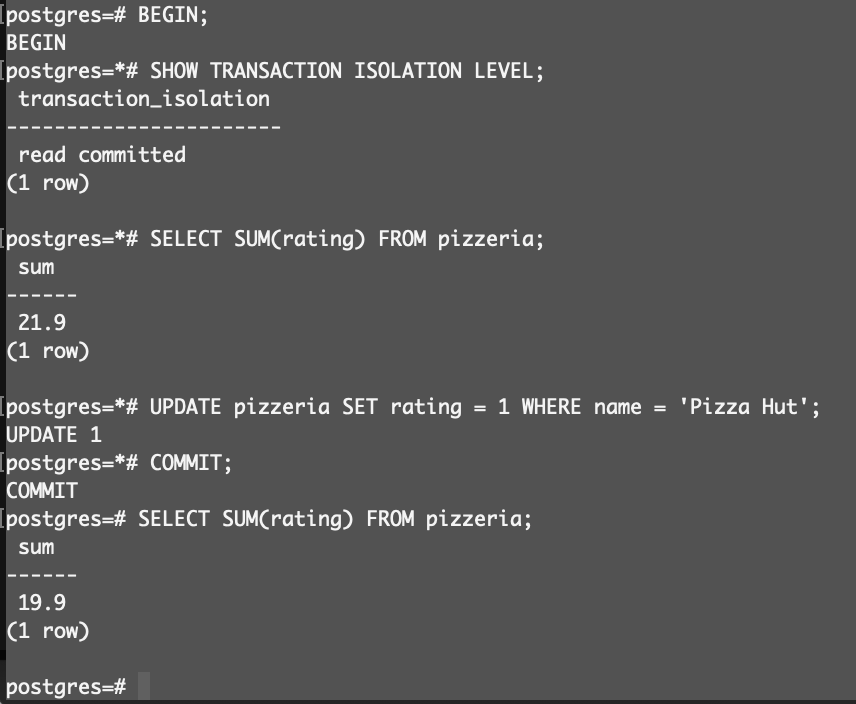 postgres=# BEGIN;
BEGIN
postgres=*# SHOW TRANSACTION ISOLATION LEVEL;
 transaction_isolation
-----------------------
 read committed
(1 row)

postgres=*# SELECT SUM(rating) FROM pizzeria;
 sum
------
 21.9
(1 row)

postgres=*# UPDATE pizzeria SET rating = 1 WHERE name = 'Pizza Hut';
UPDATE 1
postgres=*# COMMIT;
COMMIT
postgres=# SELECT SUM(rating) FROM pizzeria;
 sum
------
 19.9
(1 row)

postgres=#